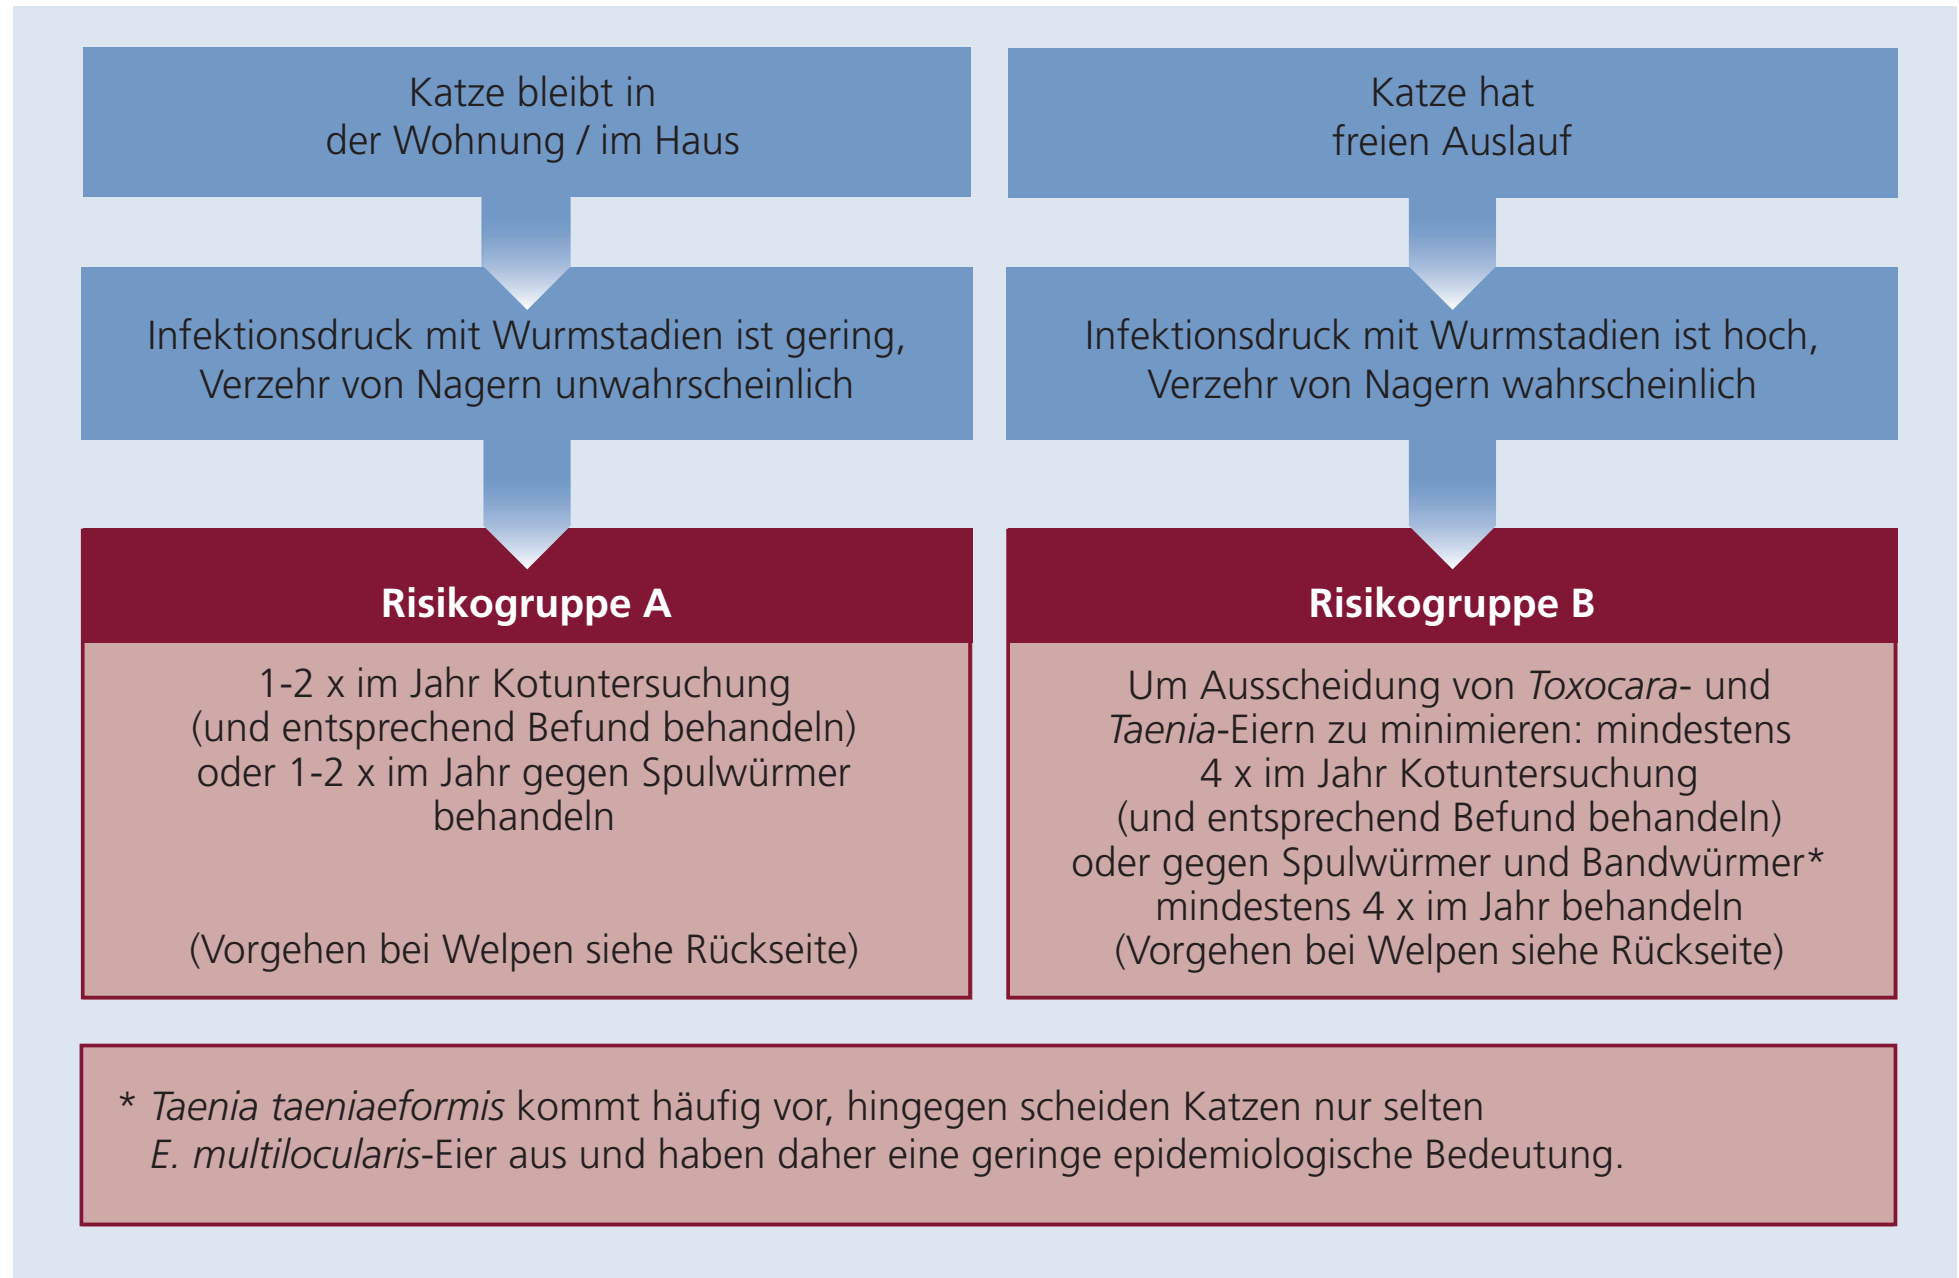 Katze bleibt in
der Wohnung / im Haus
Infektionsdruck mit Wurmstadien ist gering,
Verzehr von Nagern unwahrscheinlich
Risikogruppe A
1-2 x im Jahr Kotuntersuchung
(und entsprechend Befund behandeln)
oder 1-2 x im Jahr gegen Spulwürmer
behandeln
(Vorgehen bei Welpen siehe Rückseite)
Katze hat
freien Auslauf
Infektionsdruck mit Wurmstadien ist hoch,
Verzehr von Nagern wahrscheinlich
Risikogruppe B
Um Ausscheidung von Toxocara- und
Taenia-Eiern zu minimieren: mindestens
4 x im Jahr Kotuntersuchung
(und entsprechend Befund behandeln)
oder gegen Spulwürmer und Bandwürmer*
mindestens 4 x im Jahr behandeln
(Vorgehen bei Welpen siehe Rückseite)
* Taenia taeniaeformis kommt häufig vor, hingegen scheiden Katzen nur selten
E. multilocularis-Eier aus und haben daher eine geringe epidemiologische Bedeutung.